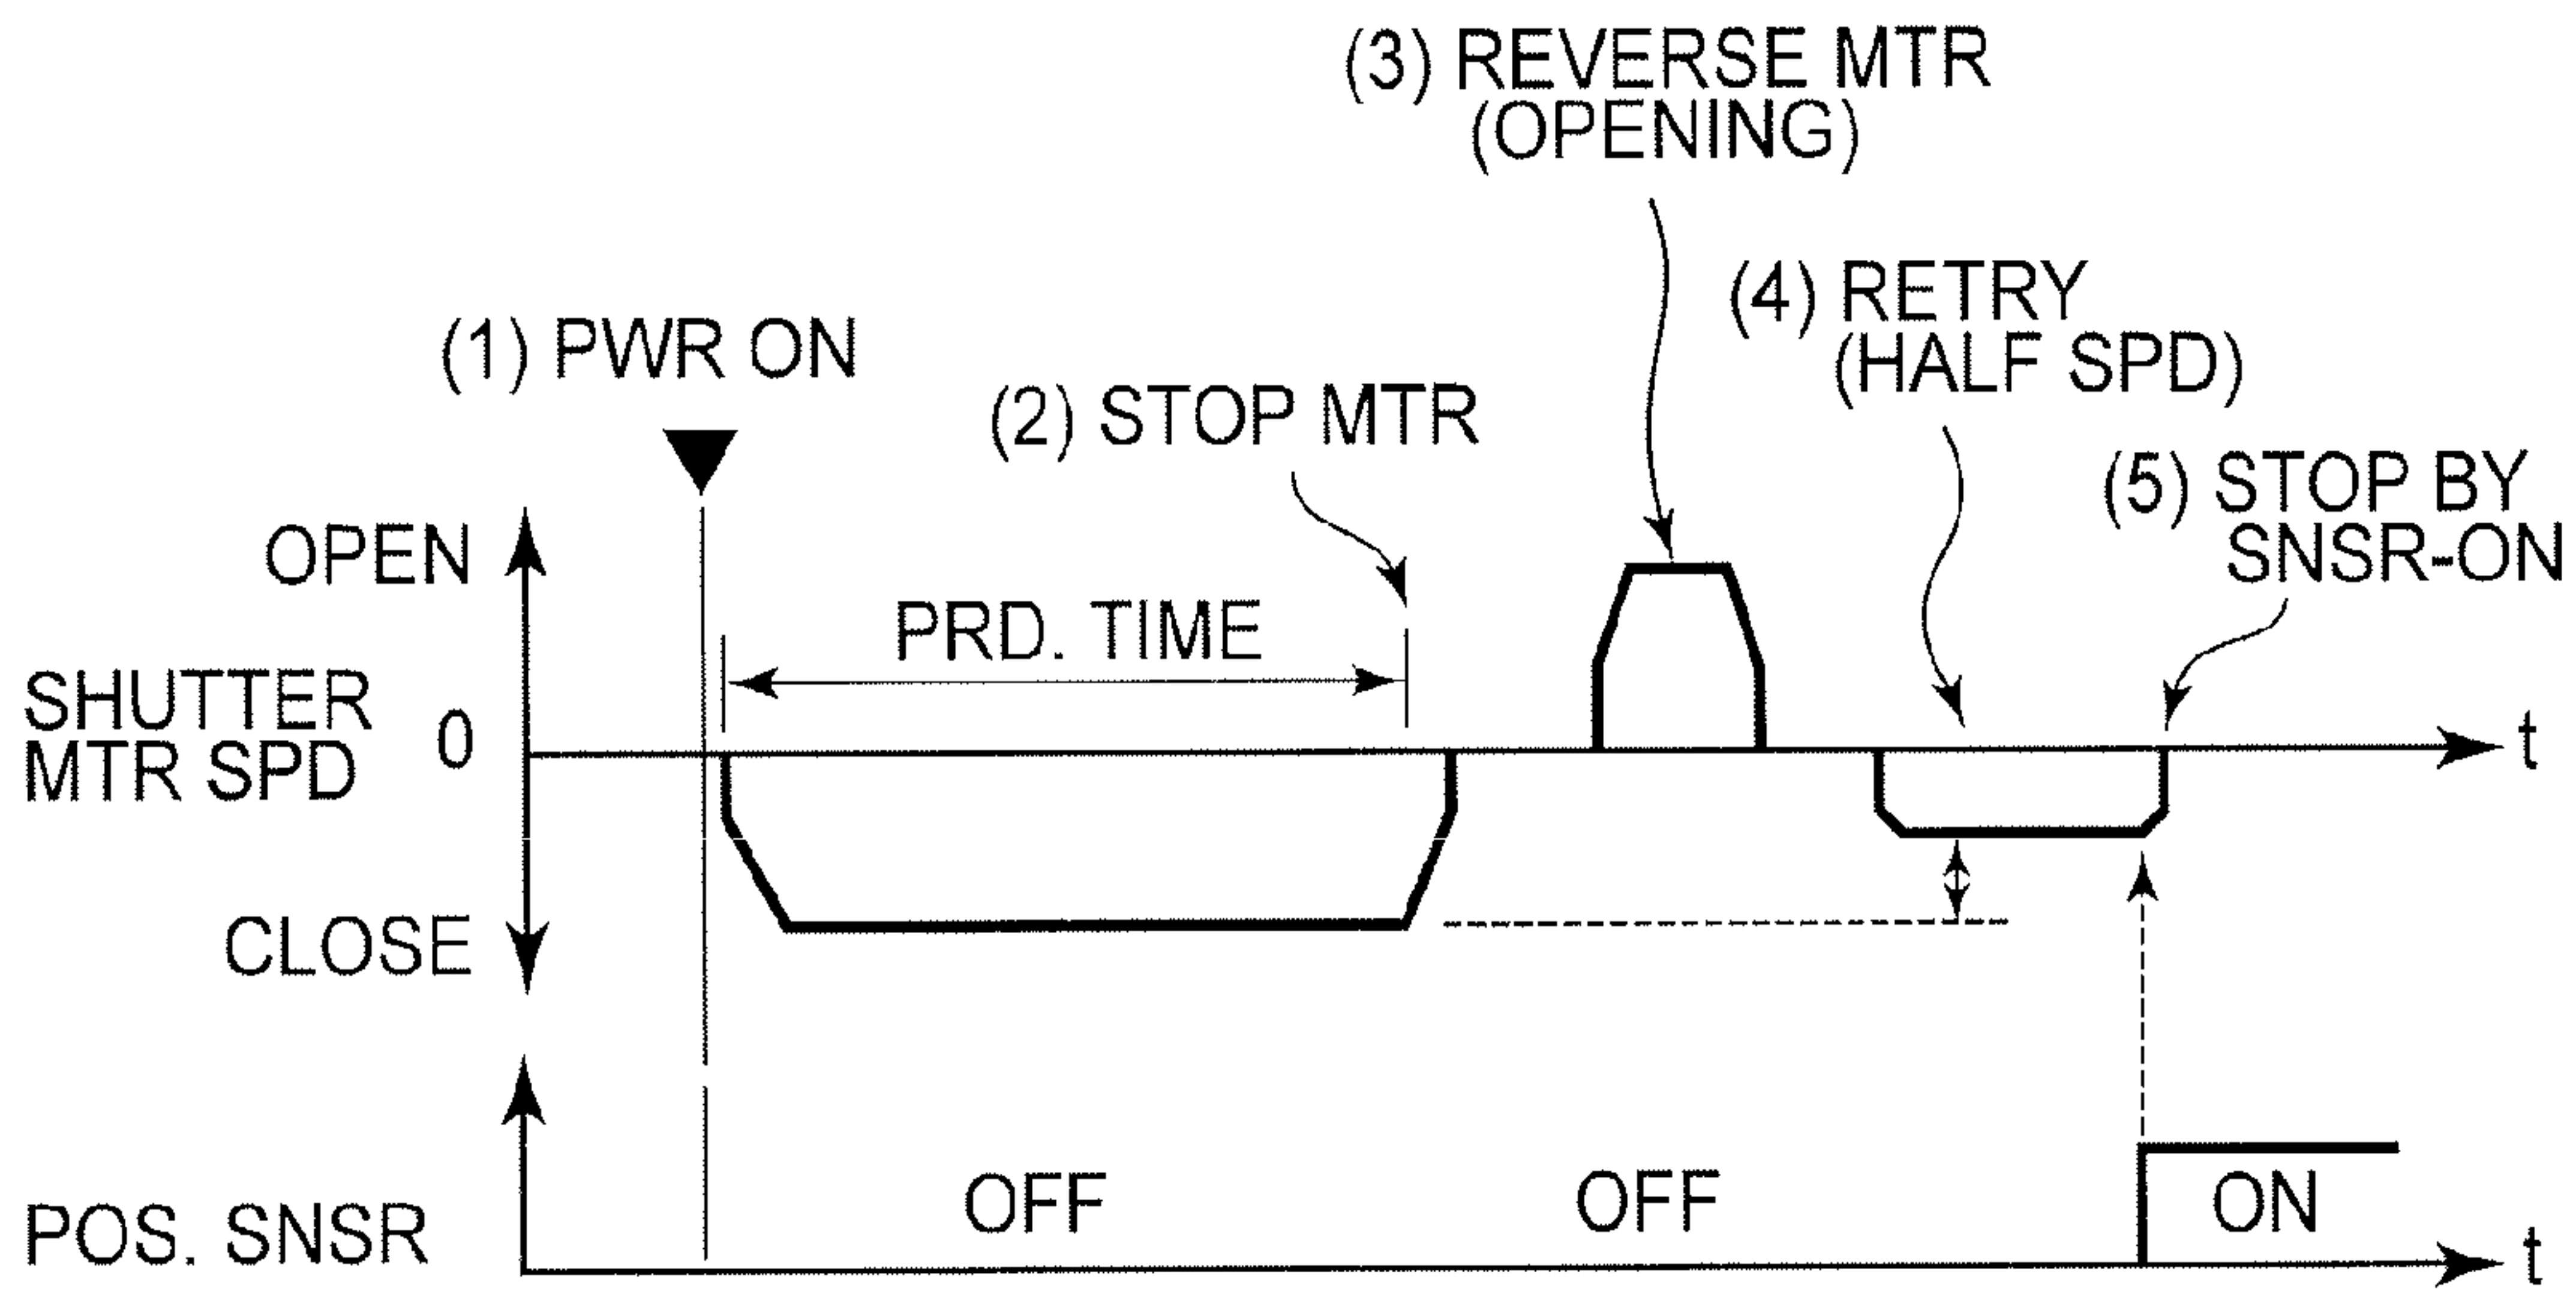 (3) REVERSE MTR
(OPENING)
(4) RETRY
(HALF SPD)
(1) PWR ON
(2) STOP MTR
(5) STOP BY
SNSR-ON
OPEN
PRD. TIME
SHUTTER
MTR SPD
0
t
CLOSE
OFF
OFF
ON
POS. SNSR
t